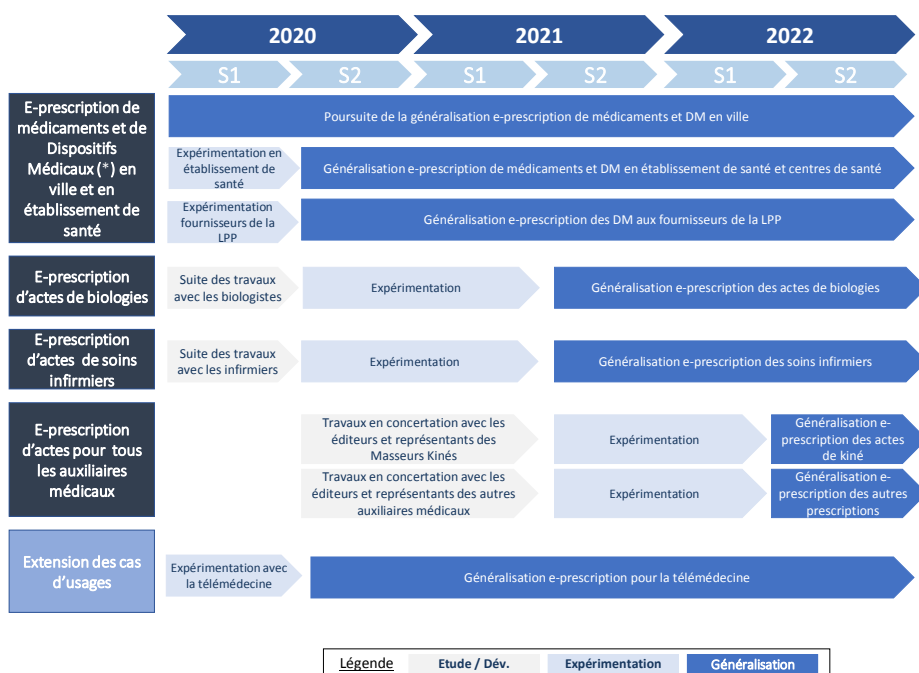 2020
2021
2022
S1
S2
S1
S2
S1
S2
E-prescription de
médicaments et de
Dispositifs
Médicaux (*) en
ville et en
établissement de
santé
Poursuite de la généralisation e-prescription de médicaments et DM en ville
Expérimentation en
établissement de
santé
Généralisation e-prescription de médicaments et DM en établissement de santé et centres de santé
Expérimentation
fournisseurs de la
LPP
Généralisation e-prescription des DM aux fournisseurs de la LPP
E-prescription
d'actes de biologies
Suite des travaux
avec les biologistes
Expérimentation
Généralisation e-prescription des actes de biologies
E-prescription
d'actes de soins
infirmiers
Suite des travaux
avec les infirmiers
Expérimentation
Généralisation e-prescription des soins infirmiers
E-prescription
d'actes pour tous
les auxiliaires
médicaux
Travaux en concertation avec les
éditeurs et représentants des
Masseurs Kinés
Expérimentation
Généralisation e-
prescription des actes
de kiné
Travaux en concertation avec les
éditeurs et représentants des autres
auxiliaires médicaux
Expérimentation
Généralisation e-
prescription des autres
prescriptions
Extension des cas
d'usages
Expérimentation avec
la télémédecine
Généralisation e-prescription pour la télémédecine
Légende
Etude / Dév.
Expérimentation
Généralisation